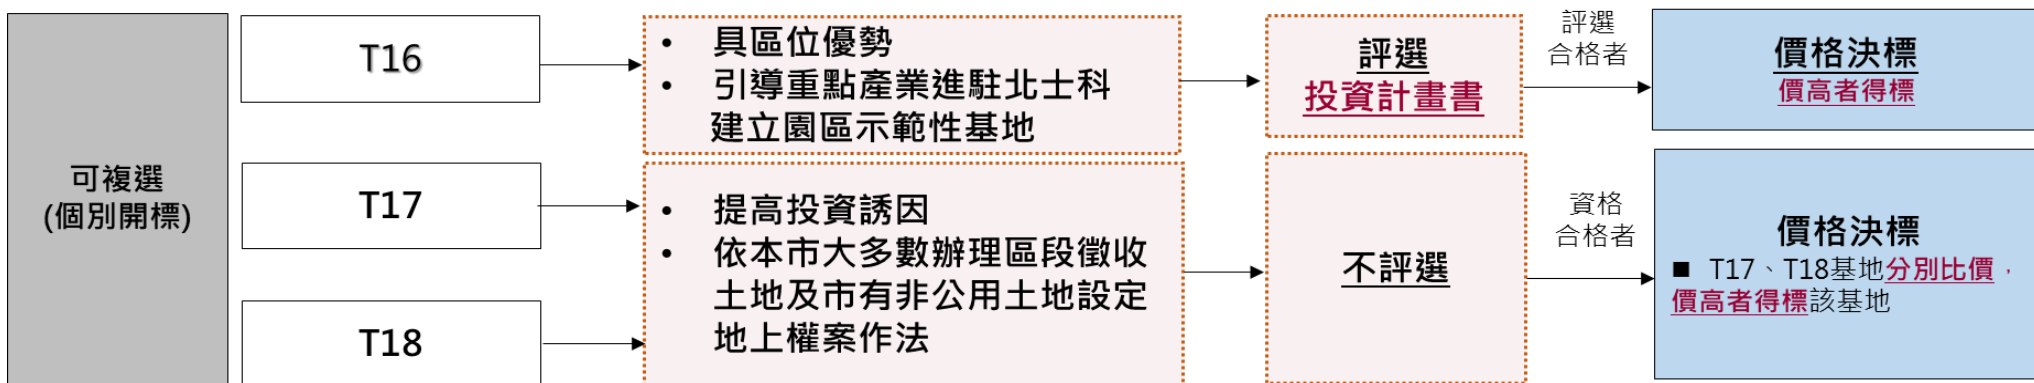 可複選
(個別開標)
T16
• 具區位優勢
• 引導重點產業進駐北士科
建立園區示範性基地
評選
投資計畫書
評選
合格者
價格決標
價高者得標
T17
T18
• 提高投資誘因
• 依本市大多數辦理區段徵收
土地及市有非公用土地設定
地上權案作法
不評選
資格
合格者
價格決標
■ T17、T18基地分別比價，
價高者得標該基地